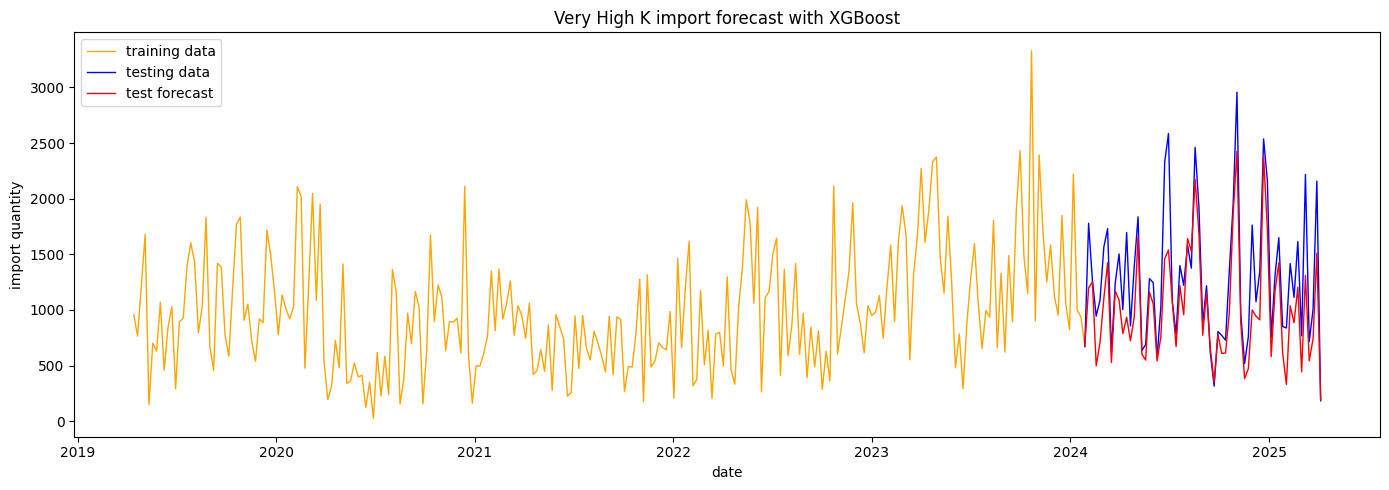 Very High K import forecast with XGBoost
training data
testing data
test forecast
import quantity
3000
2500
2000
1500
1000
500
0
2019
2020
2021
2022
2023
2024
2025
date